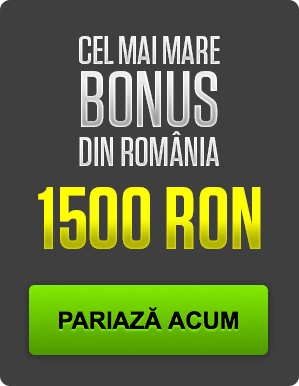 CEL MAI MARE
BONUS
DIN ROMÂNIA
1500 RON
PARIAZĂ ACUM